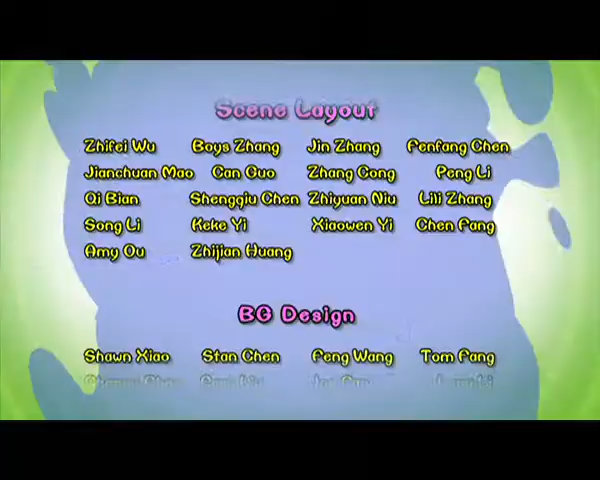 Scene Layout
Zhifei Wu Boys Zhang Jin Zhang Fenfang Chen
Jianchuan Mao Can Guo Zhang Cong Peng Li
Qi Bian Shengqiu Chen Zhiyuan Niu Lili Zhang
Song Li Keke Yi Xiaowen Yi Chen Fang
Amy Ou Zhijian Huang
BG Design
Shawn Xiao Stan Chen Feng Wang Tom Fang